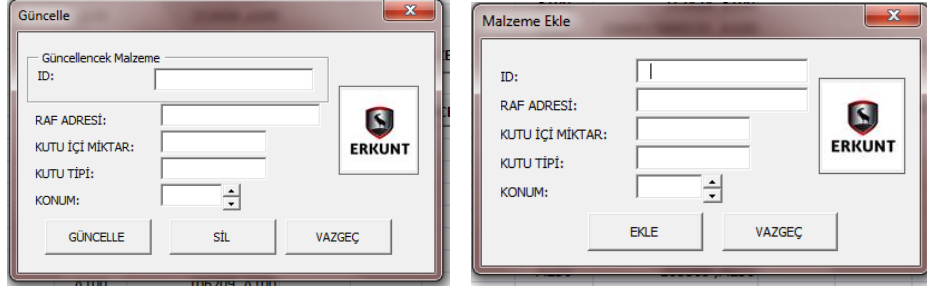 Güncelle
Güncellencek Malzeme
ID:
RAF ADRESİ:
KUTU İÇİ MİKTAR:
KUTU TİPİ:
KONUM:
ERKUNT
GÜNCELLE
SİL
VAZGEÇ
Malzeme Ekle
ID:
RAF ADRESİ:
KUTU İÇİ MİKTAR:
KUTU TİPİ:
KONUM:
ERKUNT
EKLE
VAZGEÇ